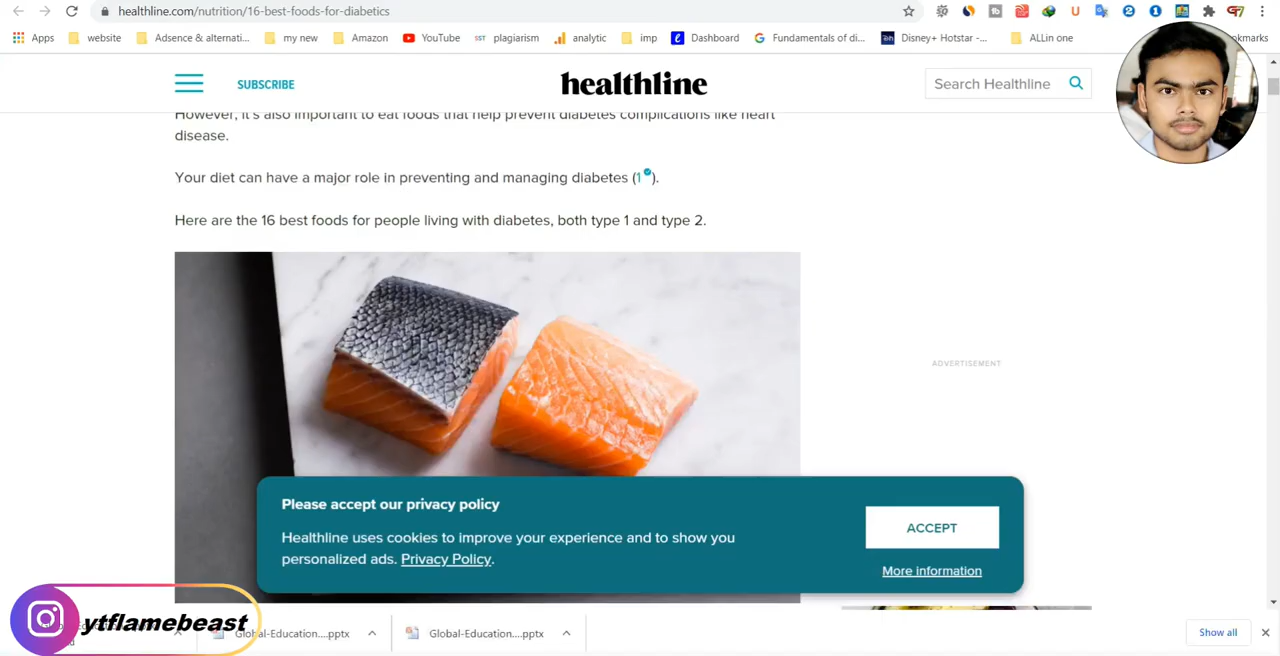 healthline.com/nutrition/16-best-foods-for-diabetics
Apps website Adsence & alternati... my new Amazon YouTube SST plagiarism analytic imp Dashboard Fundamentals of di... Disney+ Hotstar -... ALLin one
SUBSCRIBE
healthline
Search Healthline
However, it's also important to eat foods that help prevent diabetes complications like heart
disease.
Your diet can have a major role in preventing and managing diabetes (1).
Here are the 16 best foods for people living with diabetes, both type 1 and type 2.
ADVERTISEMENT
Please accept our privacy policy
Healthline uses cookies to improve your experience and to show you
personalized ads. Privacy Policy.
ACCEPT
More information
ytflamebeast
Global-Education....pptx
Global-Education....pptx
Show all